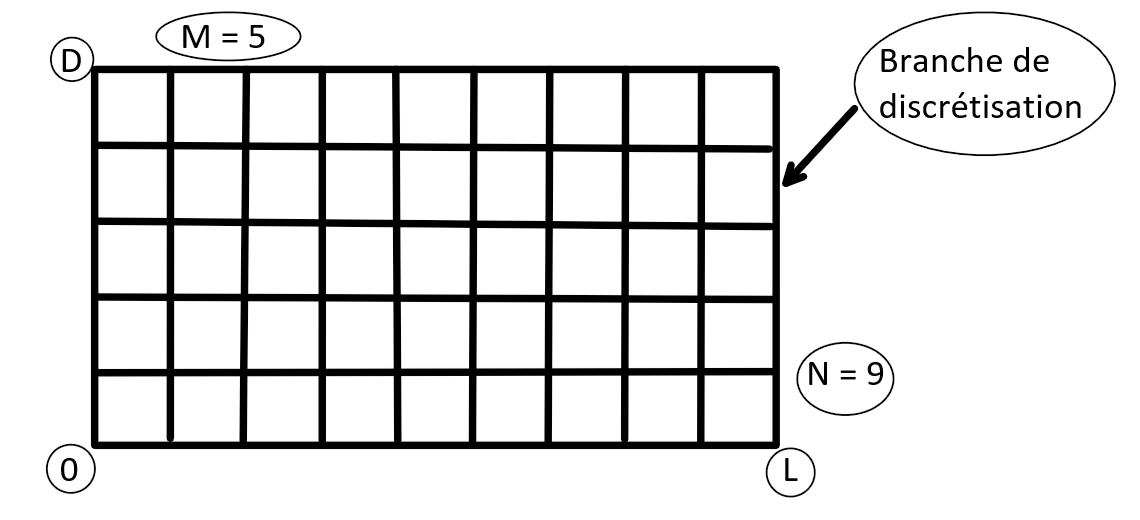 M = 5
D
Branche de
discrétisation
N = 9
0
L